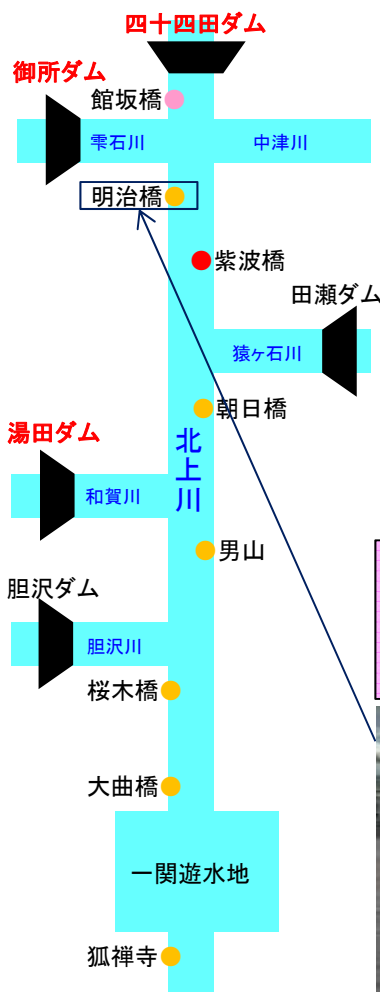 四十四田ダム
御所ダム
館坂橋
雫石川
中津川
明治橋
紫波橋
田瀬ダム
猿ヶ石川
朝日橋
湯田ダム
北上川
和賀川
男山
胆沢ダム
胆沢川
桜木橋
大曲橋
一関遊水地
狐禅寺